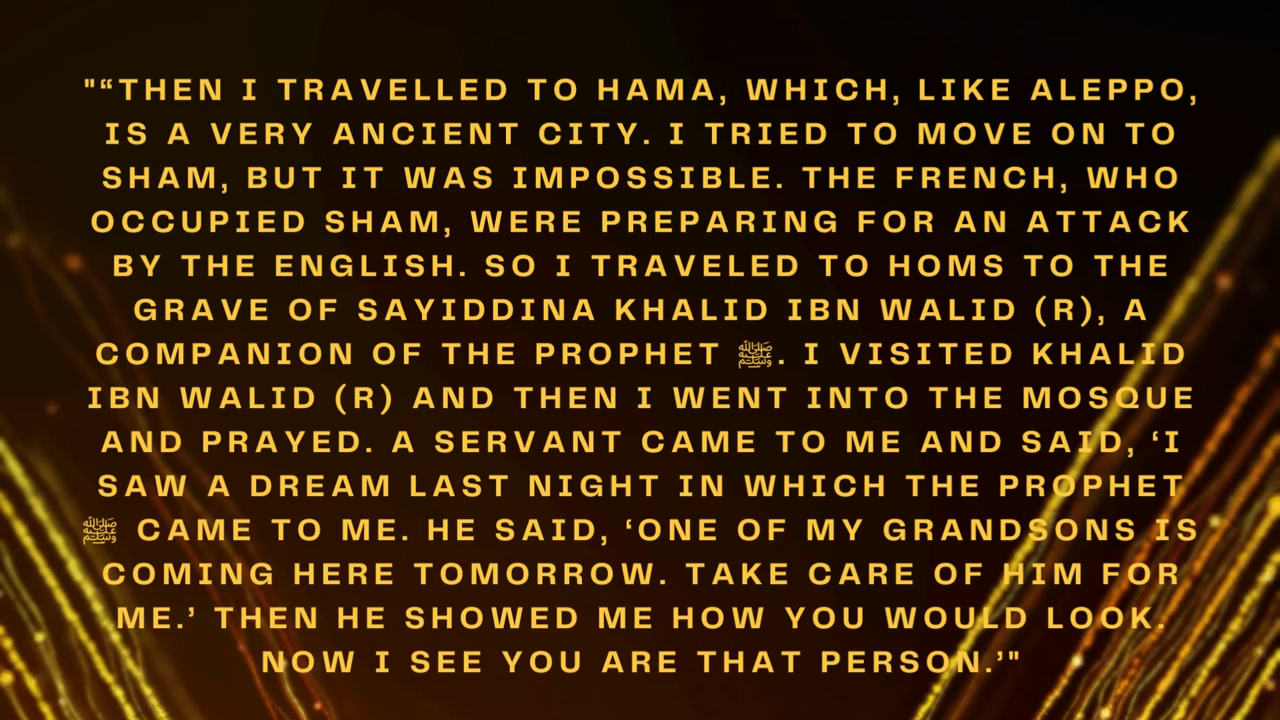 "“THEN I TRAVELLED TO HAMA, WHICH, LIKE ALEPPO,
IS A VERY ANCIENT CITY. I TRIED TO MOVE ON TO
SHAM, BUT IT WAS IMPOSSIBLE. THE FRENCH, WHO
OCCUPIED SHAM, WERE PREPARING FOR AN ATTACK
BY THE ENGLISH. SO I TRAVELED TO HOMS TO THE
GRAVE OF SAYIDDINA KHALID IBN WALID (R), A
COMPANION OF THE PROPHET ﷺ. I VISITED KHALID
IBN WALID (R) AND THEN I WENT INTO THE MOSQUE
AND PRAYED. A SERVANT CAME TO ME AND SAID, ‘I
SAW A DREAM LAST NIGHT IN WHICH THE PROPHET
ﷺ CAME TO ME. HE SAID, ‘ONE OF MY GRANDSONS IS
COMING HERE TOMORROW. TAKE CARE OF HIM FOR
ME.’ THEN HE SHOWED ME HOW YOU WOULD LOOK.
NOW I SEE YOU ARE THAT PERSON.’"